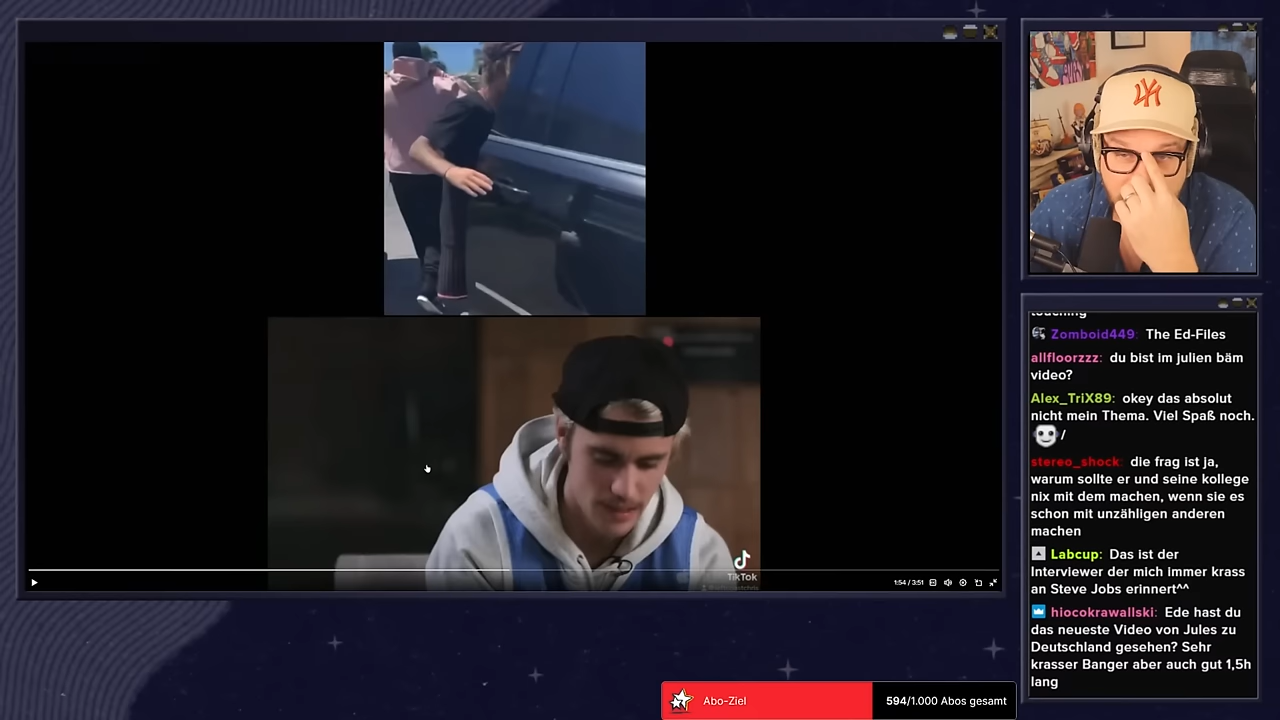 touching
Zomboid449: The Ed-Files
allfloorzzz: du bist im julien bäm
video?
Alex_TriX89: okey das absolut
nicht mein Thema. Viel Spaß noch.
/
stereo_shock: die frag ist ja,
warum sollte er und seine kollege
nix mit dem machen, wenn sie es
schon mit unzähligen anderen
machen
Labcup: Das ist der
Interviewer der mich immer krass
an Steve Jobs erinnert^^
hiocokrawallski: Ede hast du
das neueste Video von Jules zu
Deutschland gesehen? Sehr
krasser Banger aber auch gut 1,5h
lang
TikTok
1:54 / 3:51
Abo-Ziel
594/1.000 Abos gesamt